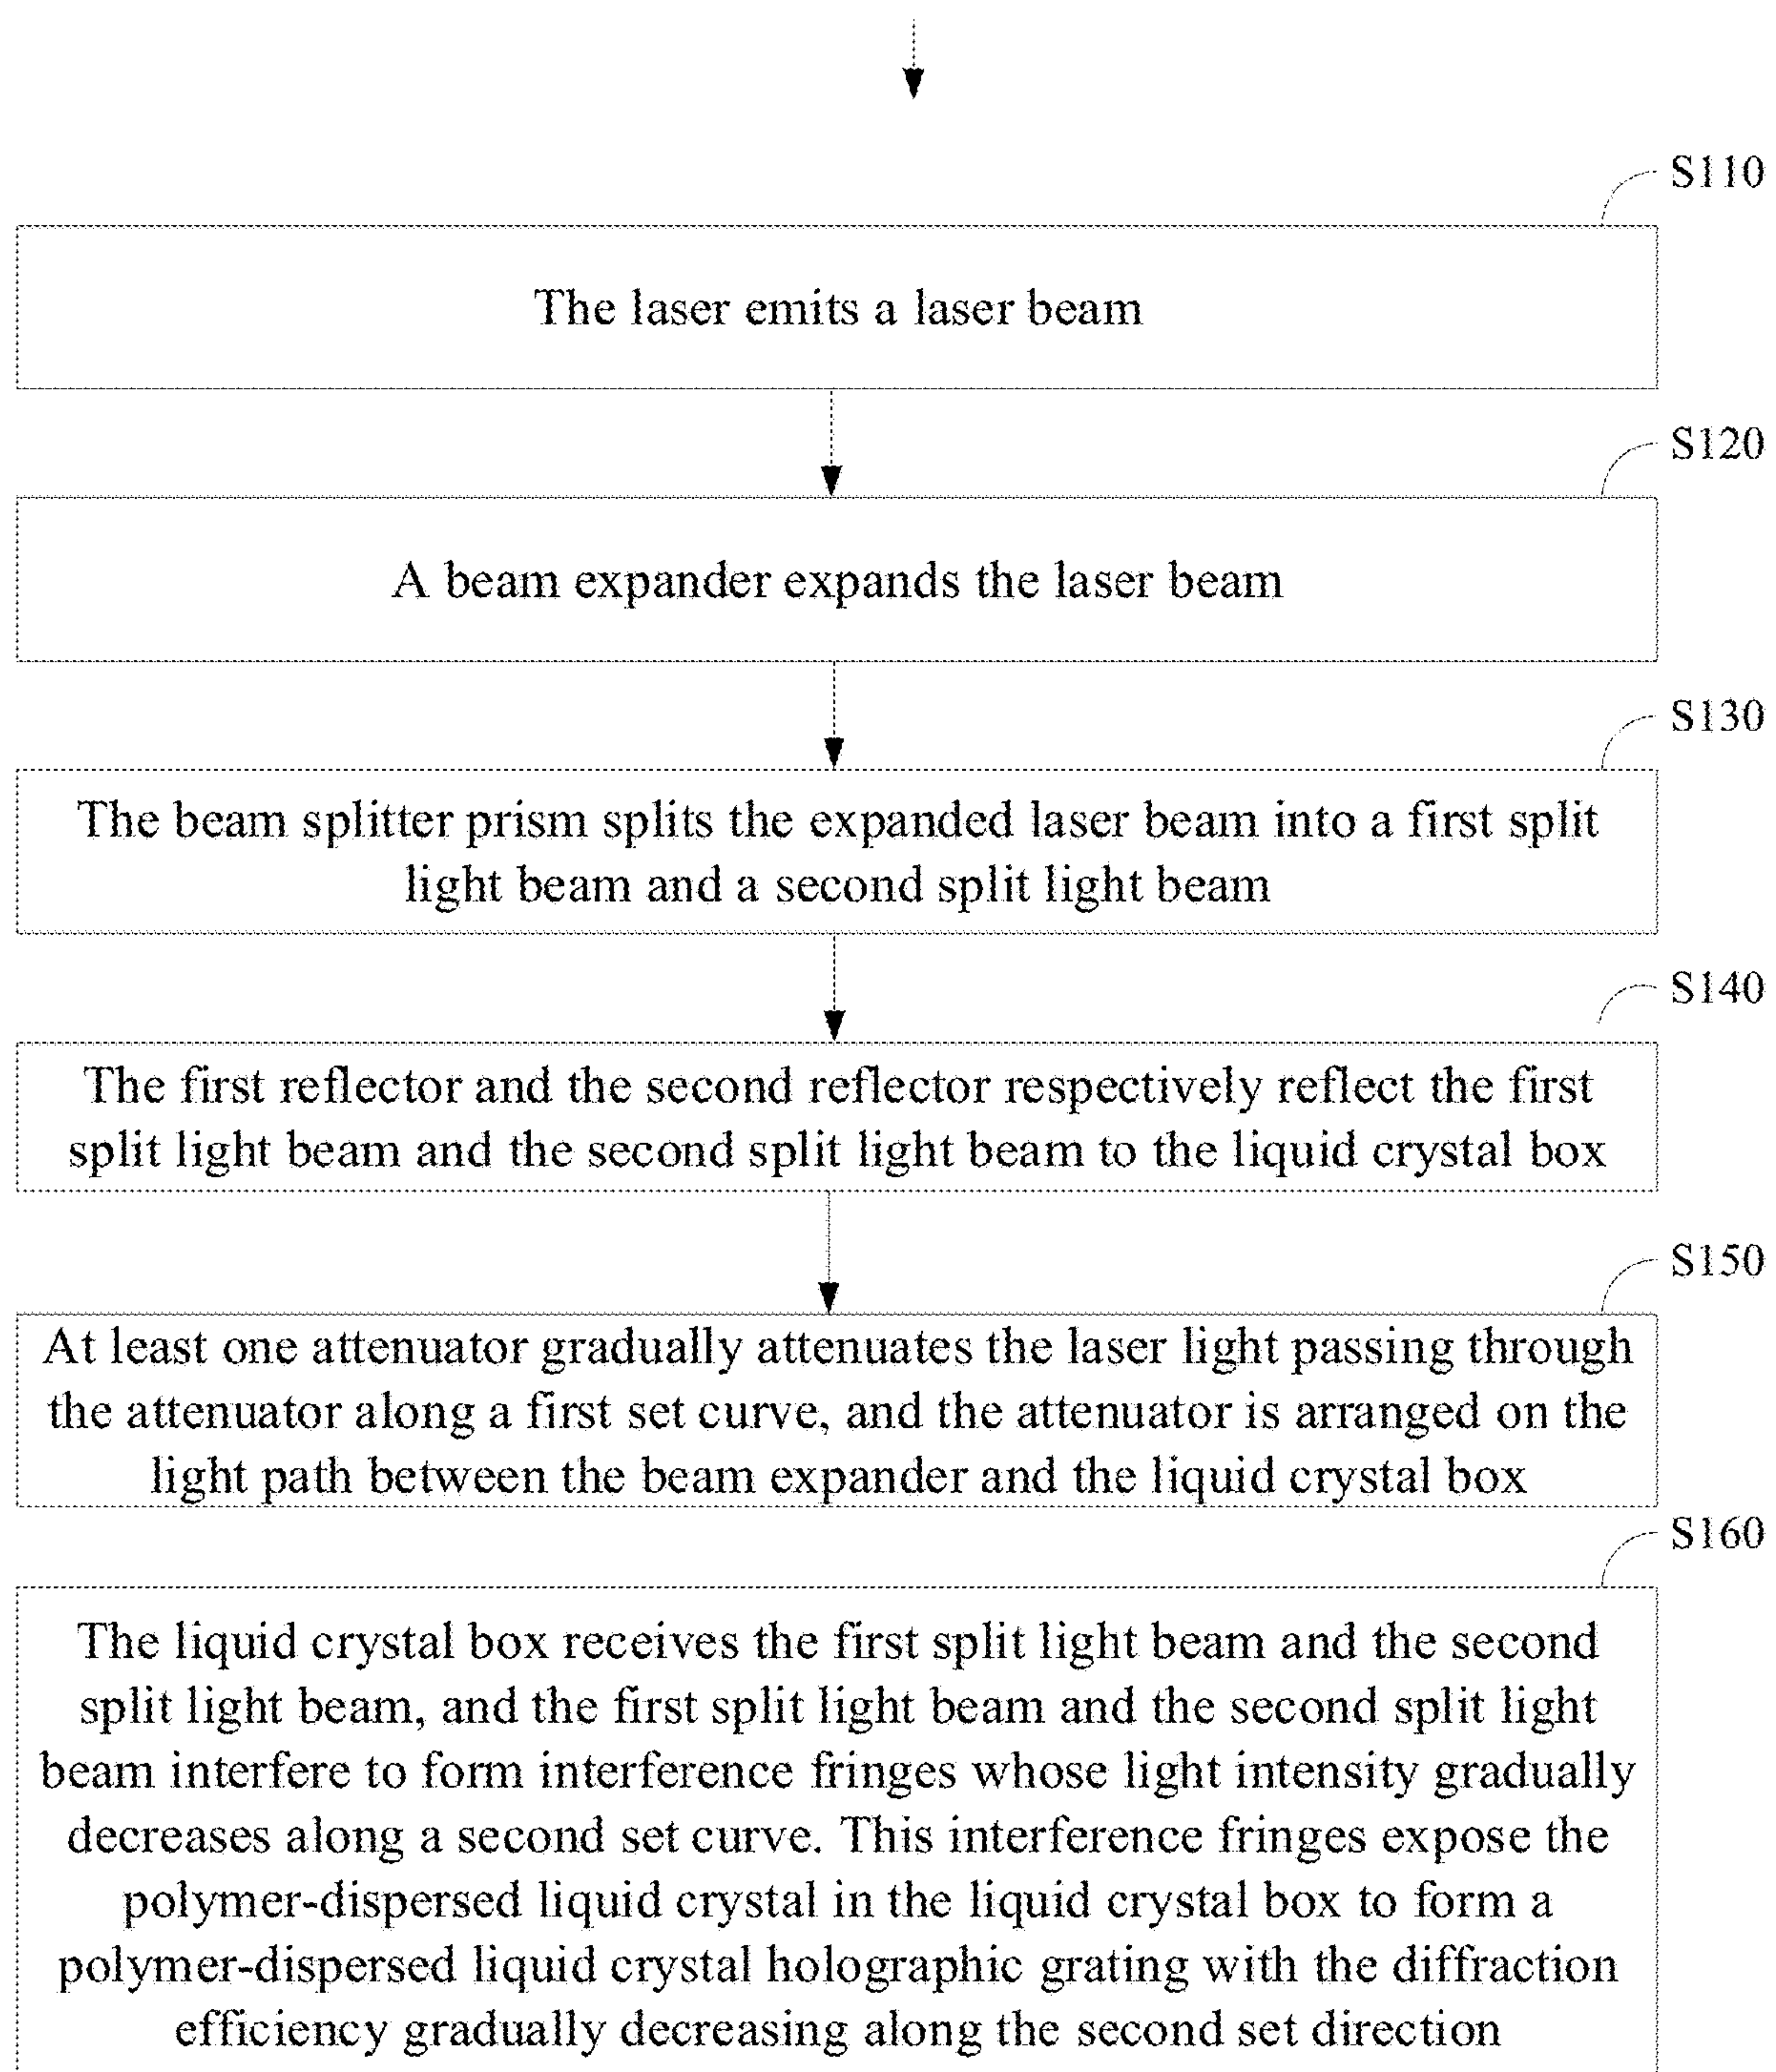 S110
The laser emits a laser beam
S120
A beam expander expands the laser beam
S130
The beam splitter prism splits the expanded laser beam into a first split
light beam and a second split light beam
S140
The first reflector and the second reflector respectively reflect the first
split light beam and the second split light beam to the liquid crystal box
S150
At least one attenuator gradually attenuates the laser light passing through
the attenuator along a first set curve, and the attenuator is arranged on the
light path between the beam expander and the liquid crystal box
S160
The liquid crystal box receives the first split light beam and the second
split light beam, and the first split light beam and the second split light
beam interfere to form interference fringes whose light intensity gradually
decreases along a second set curve. This interference fringes expose the
polymer-dispersed liquid crystal in the liquid crystal box to form a
polymer-dispersed liquid crystal holographic grating with the diffraction
efficiency gradually decreasing along the second set direction